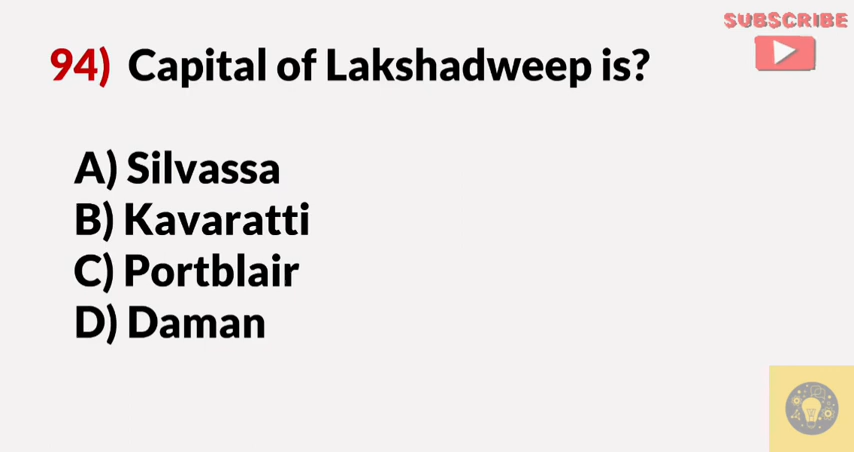 SUBSCRIBE
94) Capital of Lakshadweep is?
A) Silvassa
B) Kavaratti
C) Portblair
D) Daman